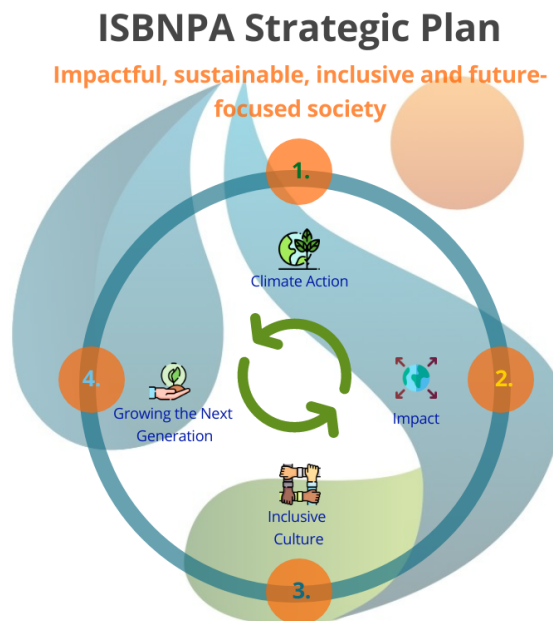 ISBNPA Strategic Plan
Impactful, sustainable, inclusive and future-
focused society
1.
Climate Action
4.
2.
Growing the Next
Generation
Impact
Inclusive
Culture
3.